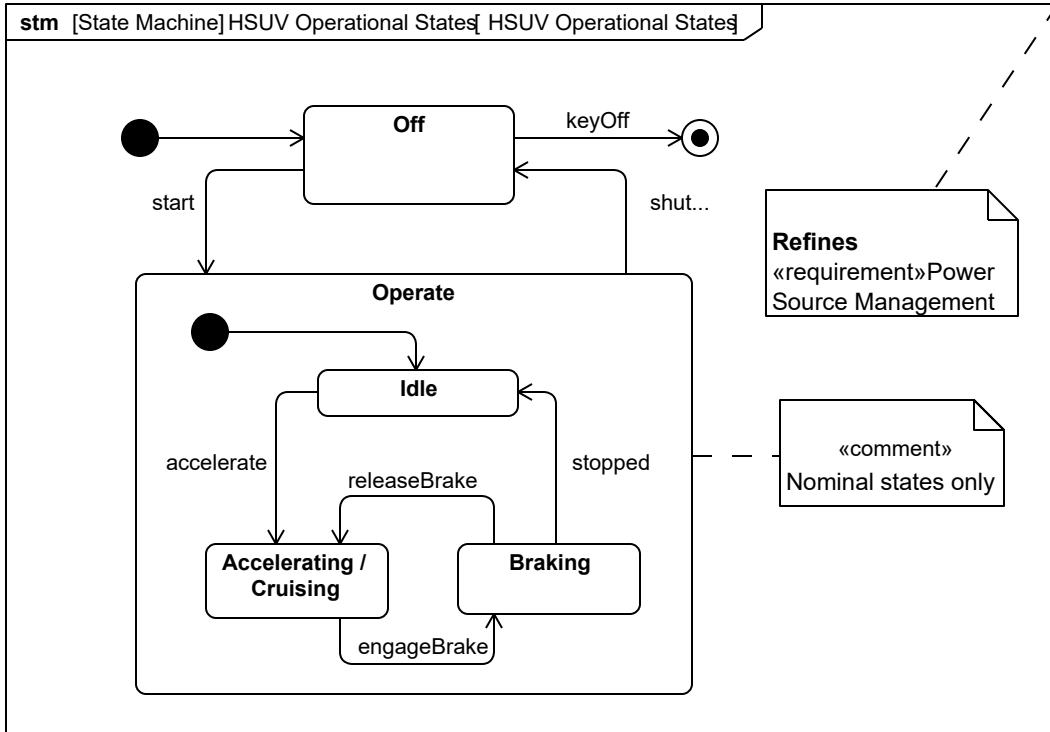 stm [State Machine] HSUV Operational States[ HSUV Operational States]
Off
keyOff
start
shut...
Refines
«requirement»Power
Source Management
Operate
Idle
accelerate
stopped
«comment»
Nominal states only
releaseBrake
Accelerating /
Cruising
Braking
engageBrake